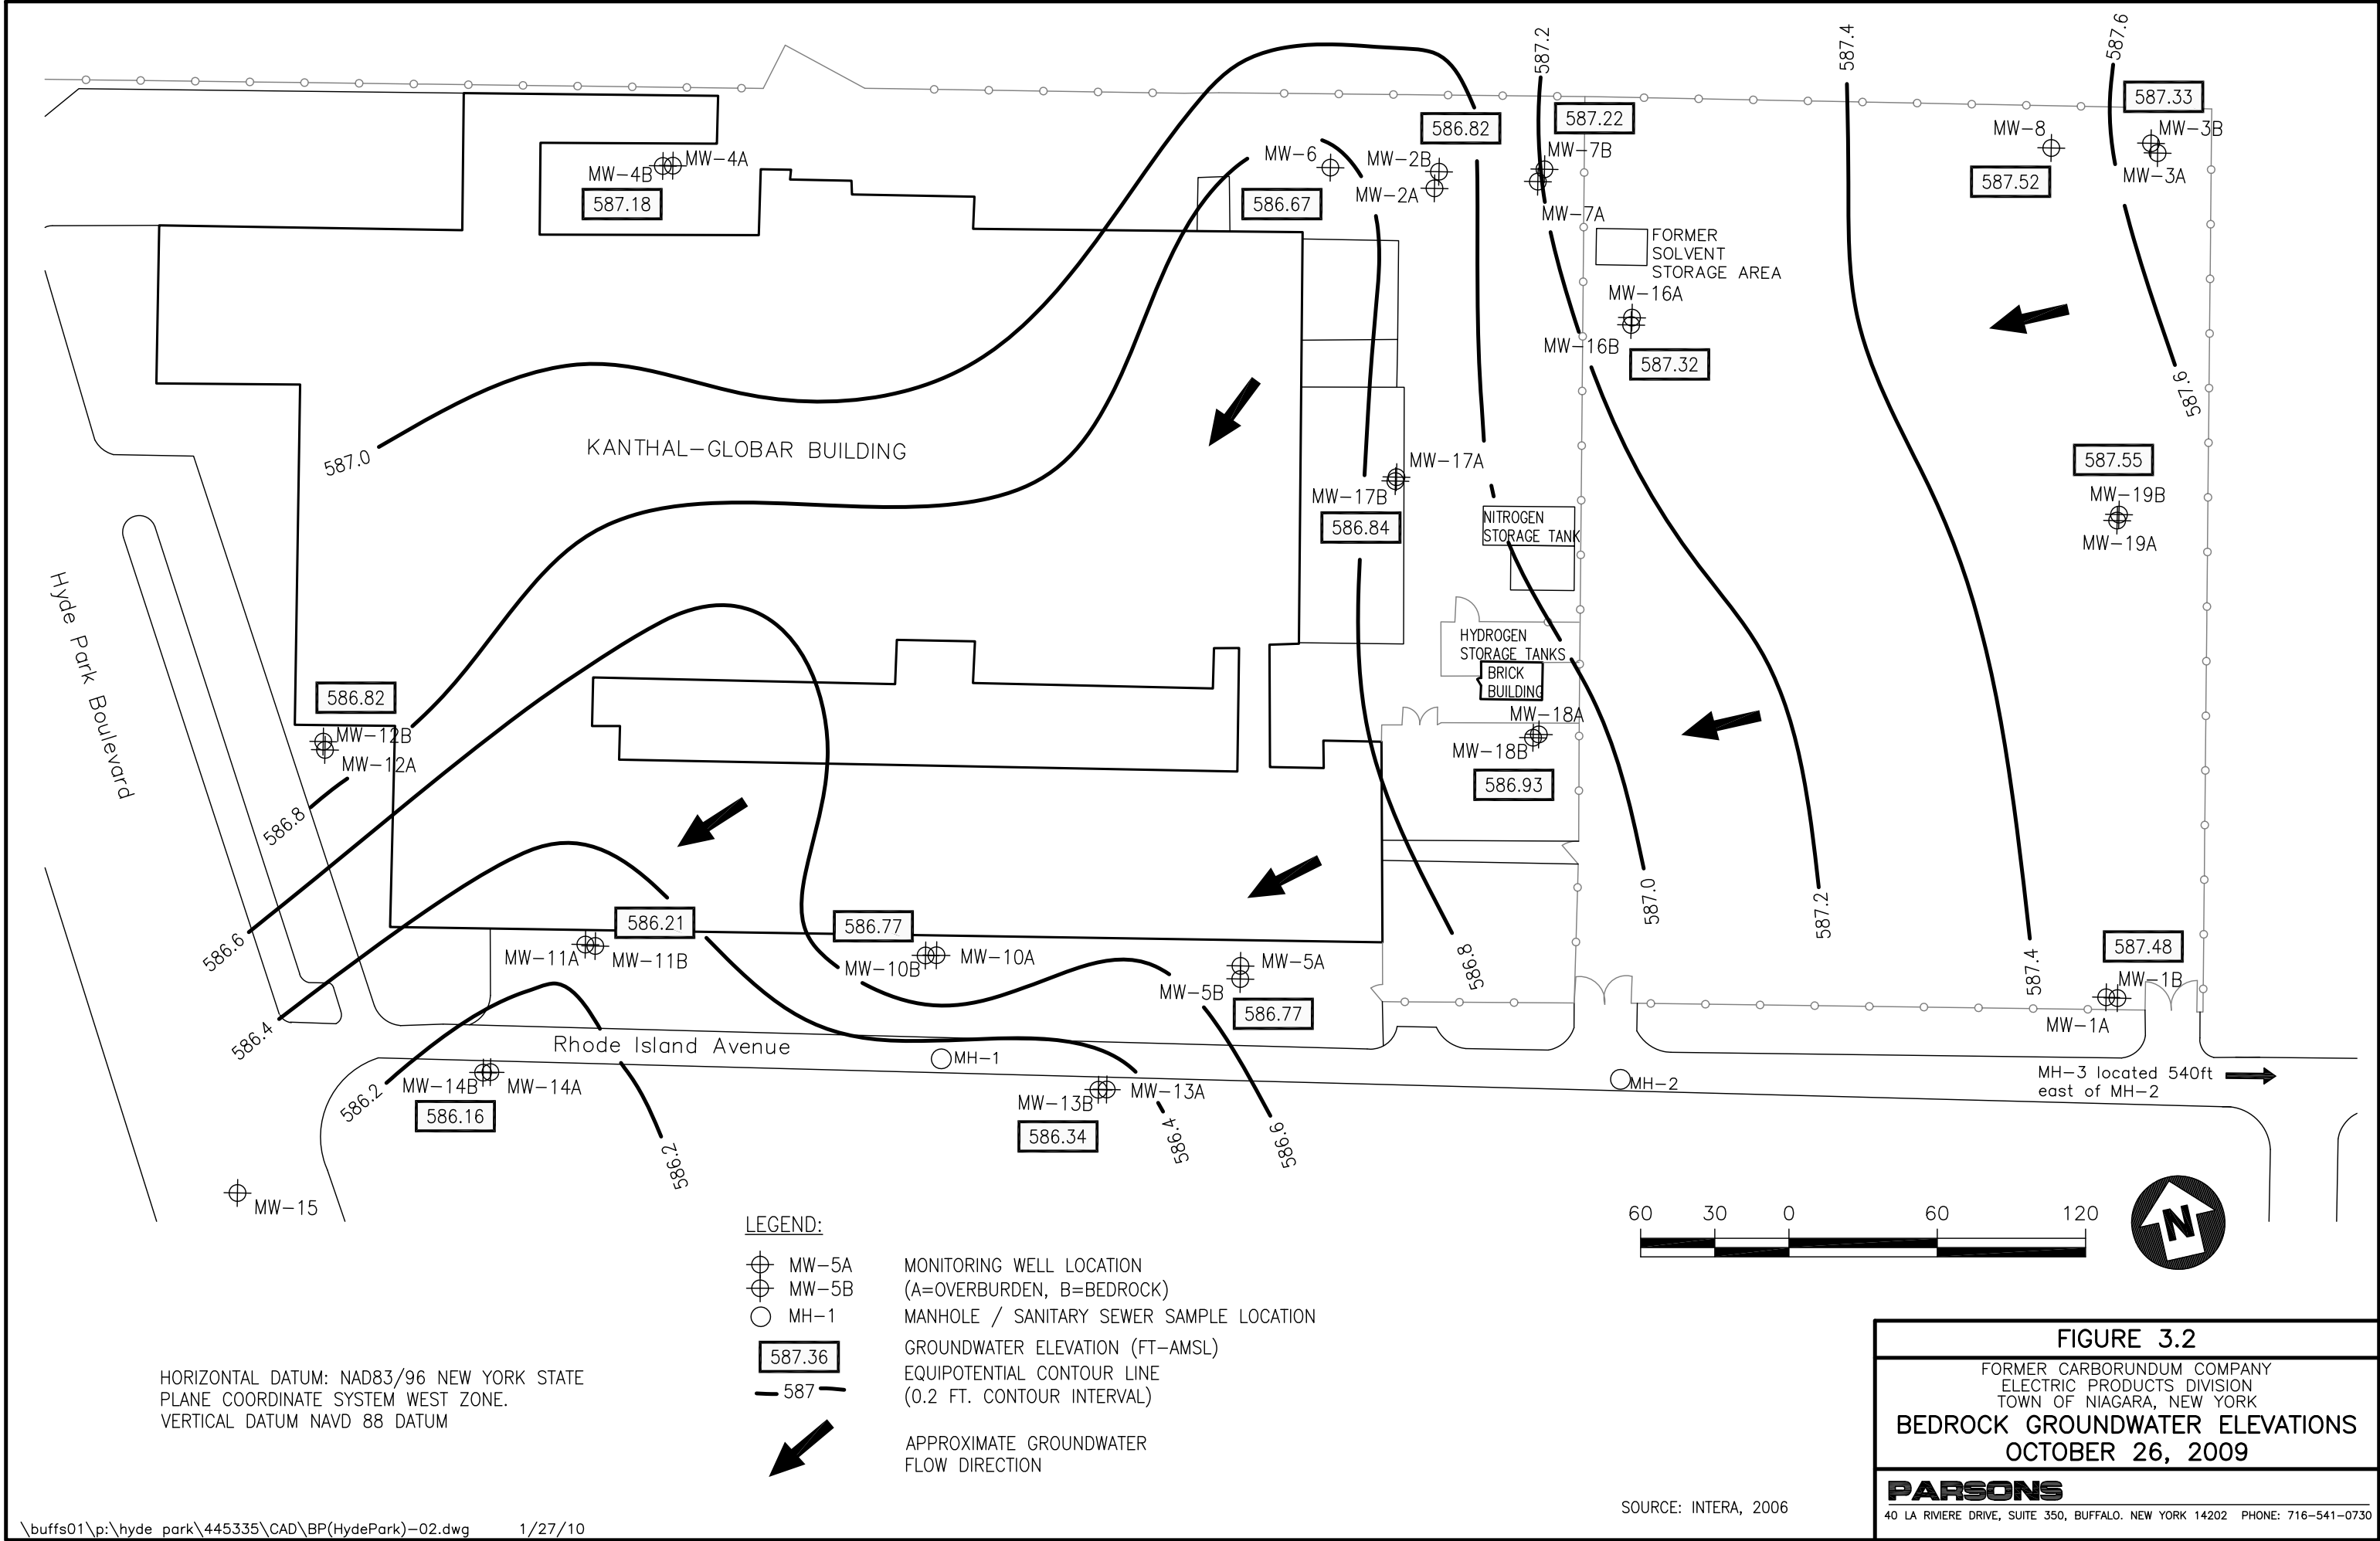 587.2
587.4
587.6
587.33
586.82
587.22
MW-8
MW-3B
MW-6
MW-2B
MW-7B
MW-4A
MW-4B
587.18
586.67
MW-2A
MW-7A
587.52
MW-3A
FORMER
SOLVENT
STORAGE AREA
MW-16A
MW-16B
587.32
587.6
587.0
KANTHAL-GLOBAR BUILDING
MW-17A
MW-17B
586.84
NITROGEN
STORAGE TANK
587.55
MW-19B
MW-19A
Hyde Park Boulevard
HYDROGEN
STORAGE TANKS
BRICK
BUILDING
586.82
MW-12B
MW-12A
MW-18A
MW-18B
586.93
586.8
586.6
586.4
586.2
586.21
586.77
MW-11A
MW-11B
MW-10B
MW-10A
MW-5A
MW-5B
586.77
586.8
587.0
587.2
587.4
587.48
MW-1B
MW-1A
Rhode Island Avenue
MH-1
MH-2
MH-3 located 540ft
east of MH-2
MW-14B
MW-14A
586.16
586.2
MW-13B
MW-13A
586.34
586.4
586.6
MW-15
60 30 0 60 120
N
LEGEND:
MW-5A MONITORING WELL LOCATION
MW-5B (A=OVERBURDEN, B=BEDROCK)
MH-1 MANHOLE / SANITARY SEWER SAMPLE LOCATION
587.36 GROUNDWATER ELEVATION (FT-AMSL)
587 EQUIPOTENTIAL CONTOUR LINE
(0.2 FT. CONTOUR INTERVAL)
APPROXIMATE GROUNDWATER
FLOW DIRECTION
HORIZONTAL DATUM: NAD83/96 NEW YORK STATE
PLANE COORDINATE SYSTEM WEST ZONE.
VERTICAL DATUM NAVD 88 DATUM
SOURCE: INTERA, 2006
FIGURE 3.2
FORMER CARBORUNDUM COMPANY
ELECTRIC PRODUCTS DIVISION
TOWN OF NIAGARA, NEW YORK
BEDROCK GROUNDWATER ELEVATIONS
OCTOBER 26, 2009
PARSONS
40 LA RIVIERE DRIVE, SUITE 350, BUFFALO. NEW YORK 14202 PHONE: 716-541-0730
\buffs01\p:\hyde park\445335\CAD\BP(HydePark)-02.dwg 1/27/10